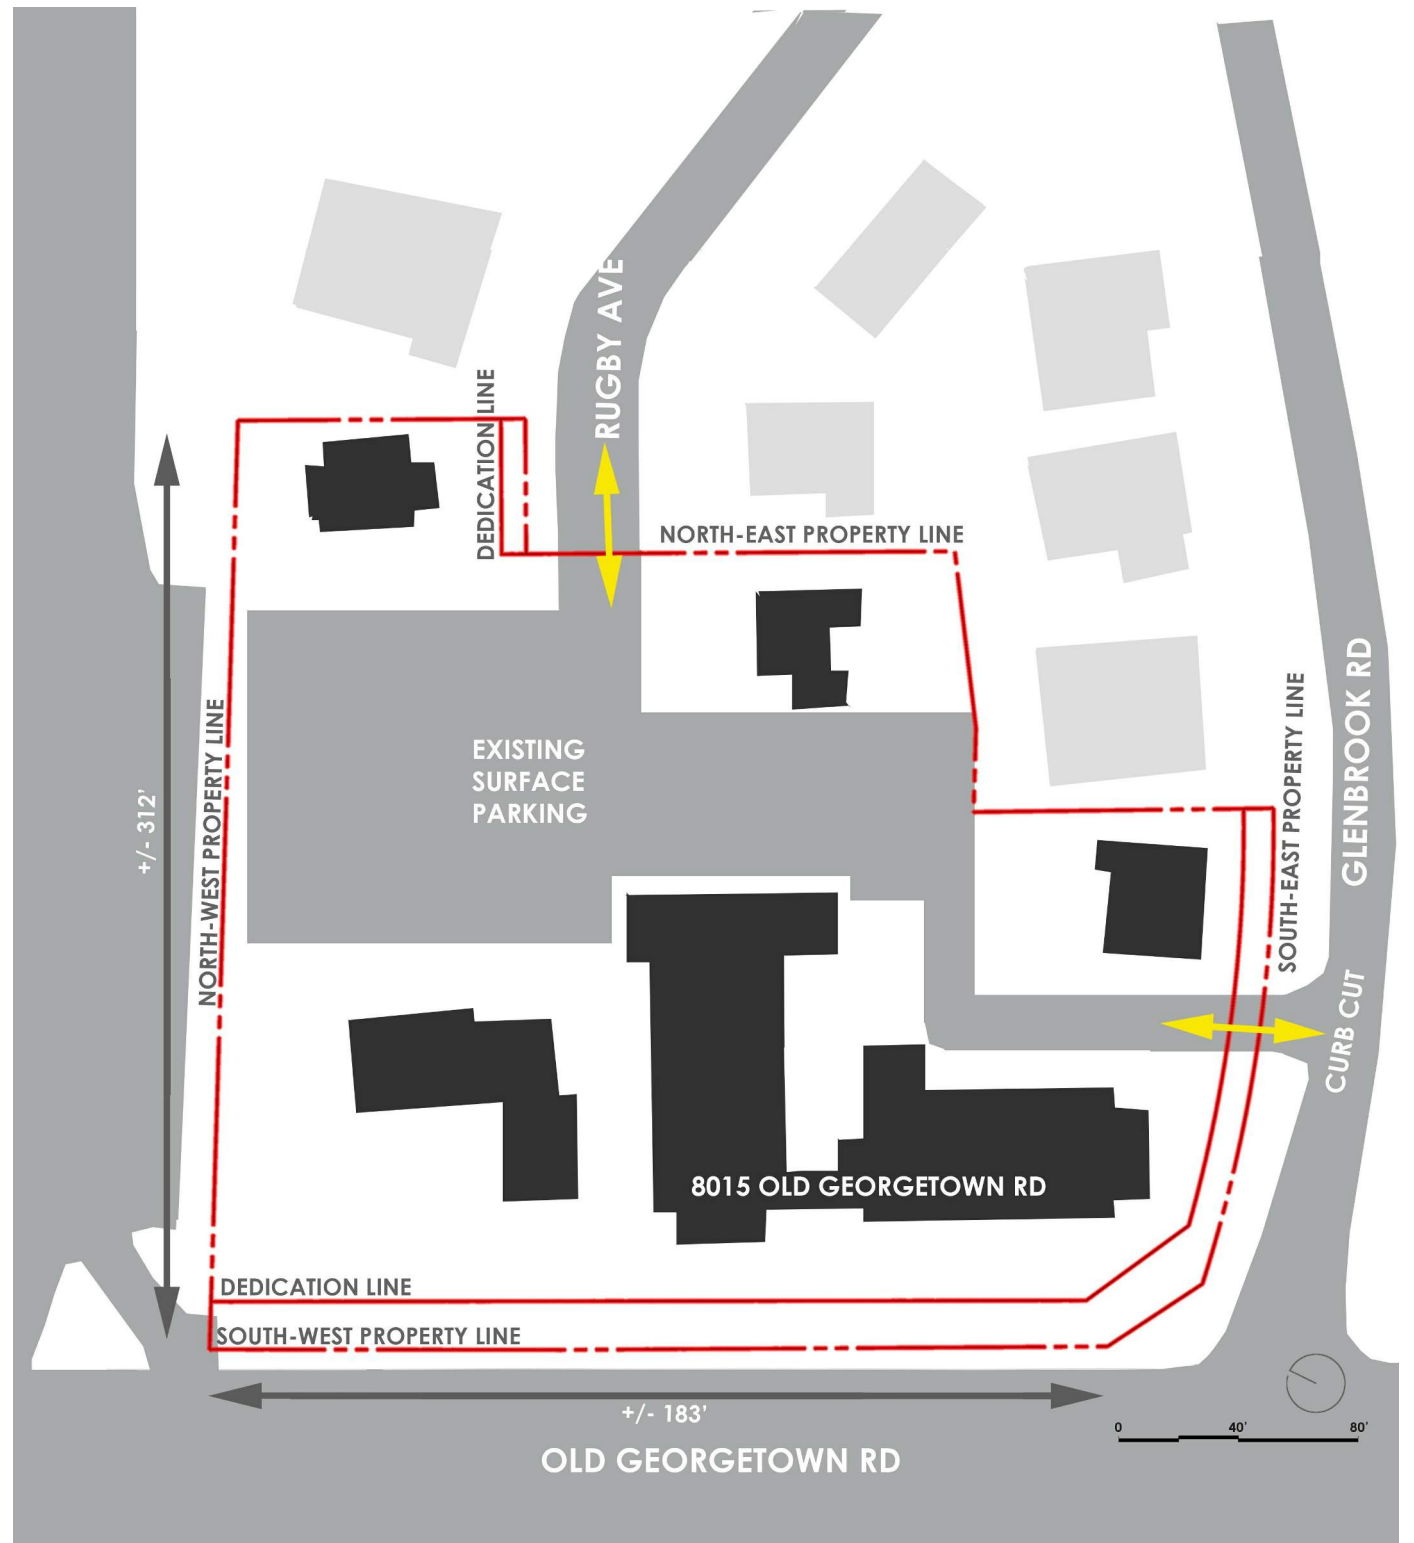 RUGBY AVE
DEDICATION LINE
NORTH-EAST PROPERTY LINE
NORTH-WEST PROPERTY LINE
+/- 312'
EXISTING
SURFACE
PARKING
SOUTH-EAST PROPERTY LINE
GLENBROOK RD
CURB CUT
8015 OLD GEORGETOWN RD
DEDICATION LINE
SOUTH-WEST PROPERTY LINE
+/- 183'
0 40' 80'
OLD GEORGETOWN RD